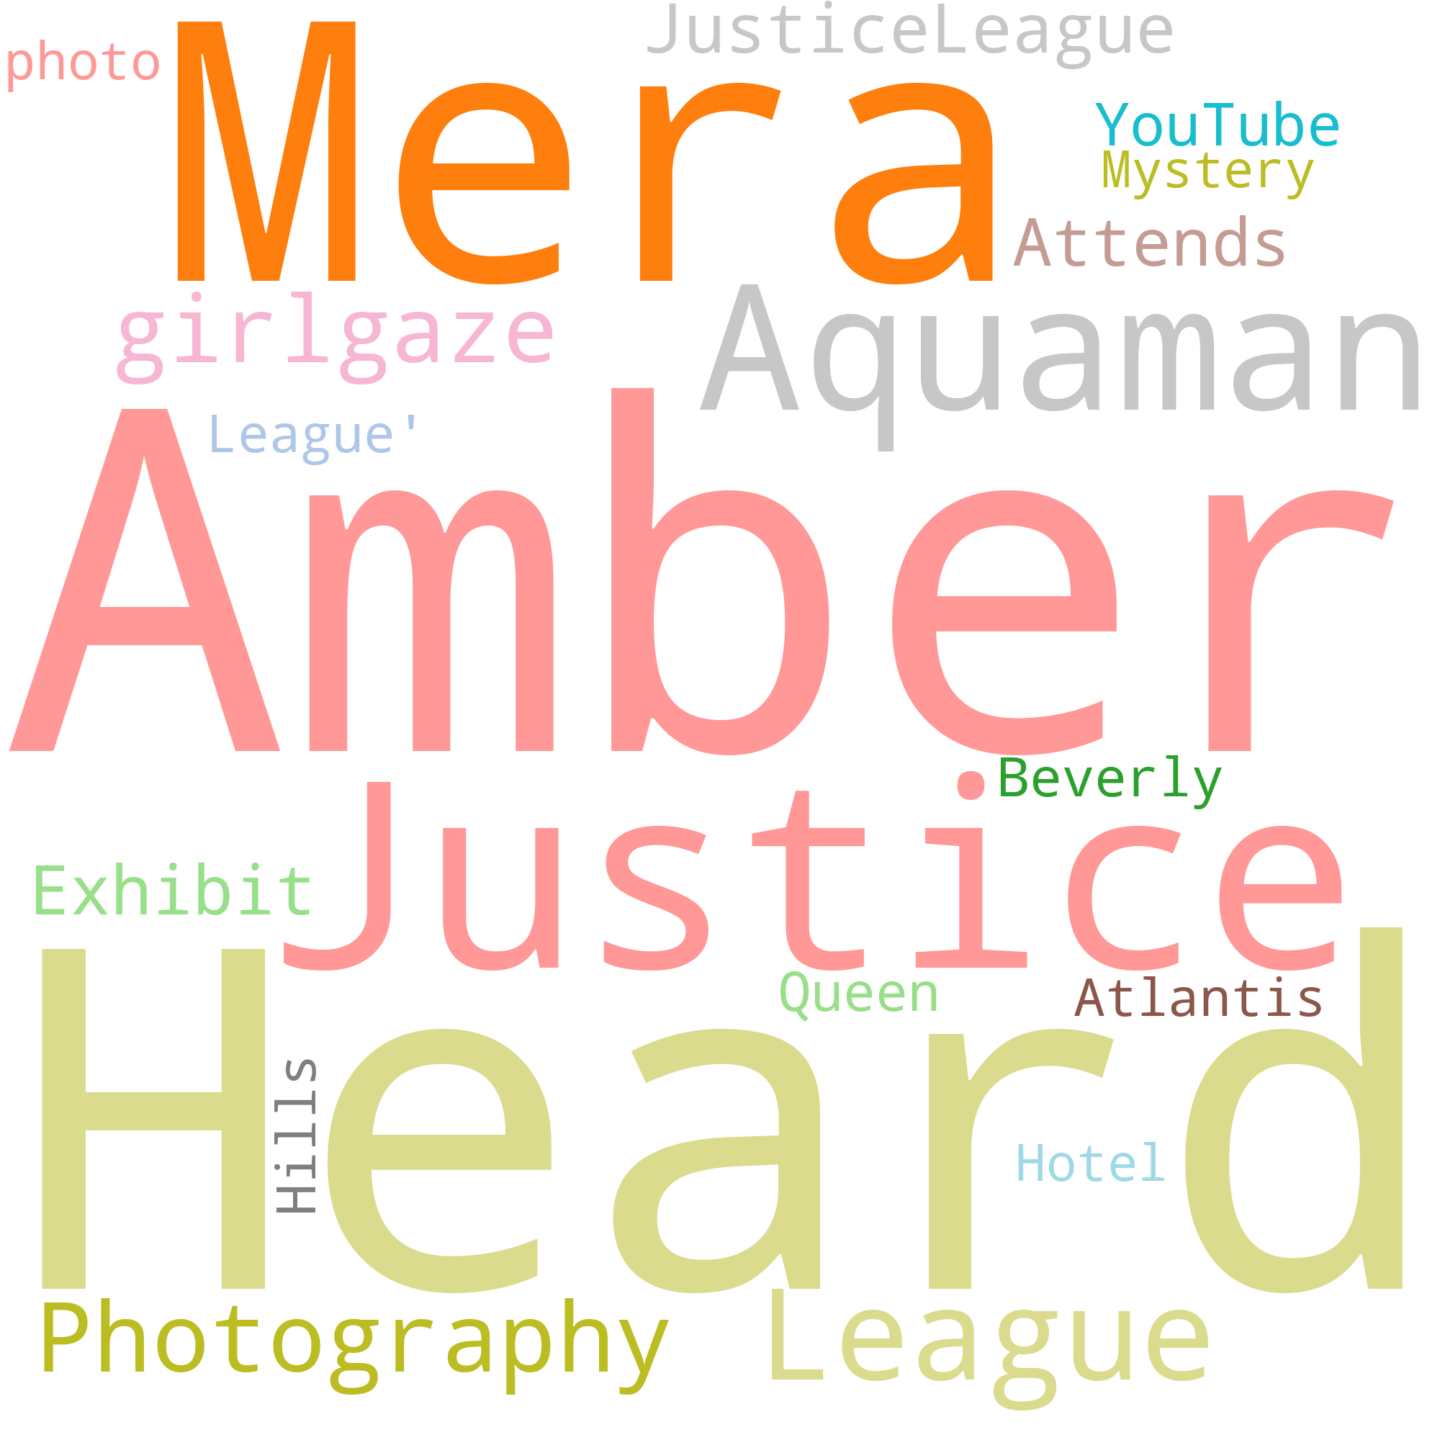 JusticeLeague
photo
Mera
YouTube
Mystery
Attends
girlgaze
Aquaman
League'
Amber
Beverly
Justice
Exhibit
Queen
Atlantis
Heard
Hills
Hotel
Photography
League